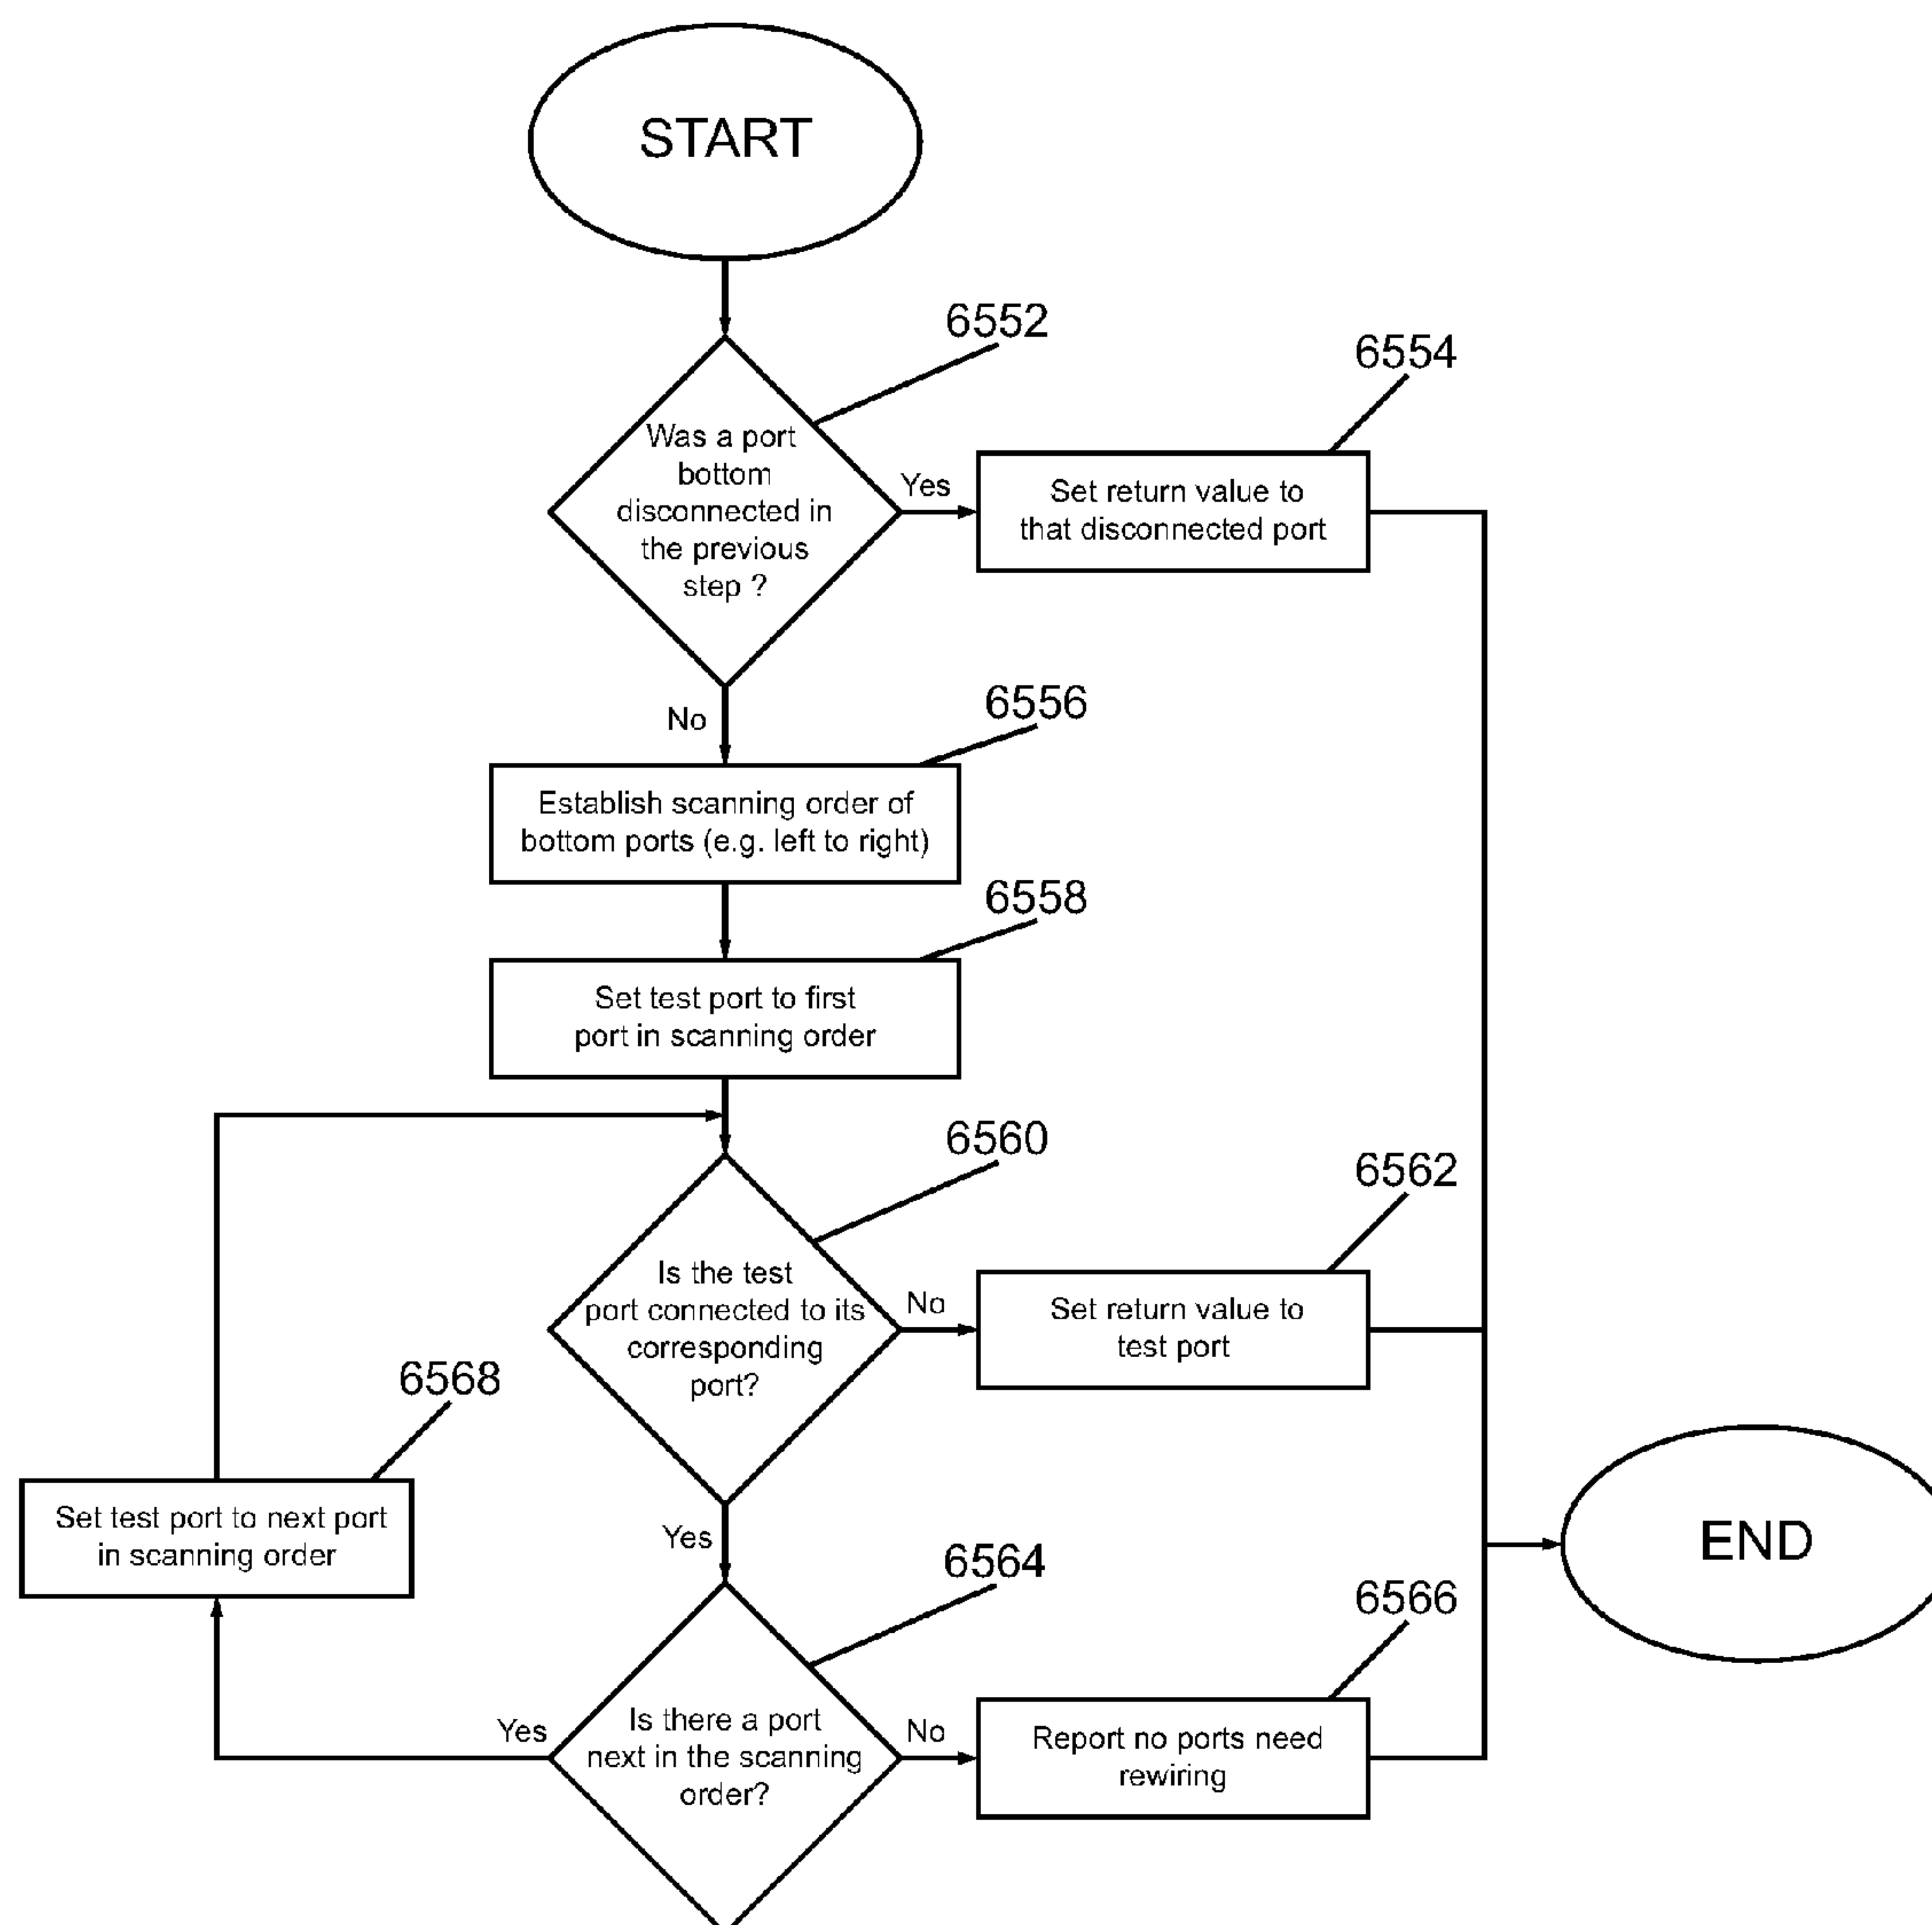 START
6552
6554
Was a port
bottom
disconnected in
the previous
step ?
Yes
Set return value to
that disconnected port
No
6556
Establish scanning order of
bottom ports (e.g. left to right)
6558
Set test port to first
port in scanning order
6560
6562
Is the test
port connected to its
corresponding
port?
No
Set return value to
test port
6568
Set test port to next port
in scanning order
Yes
END
6564
6566
Is there a port
next in the scanning
order?
Yes
No
Report no ports need
rewiring